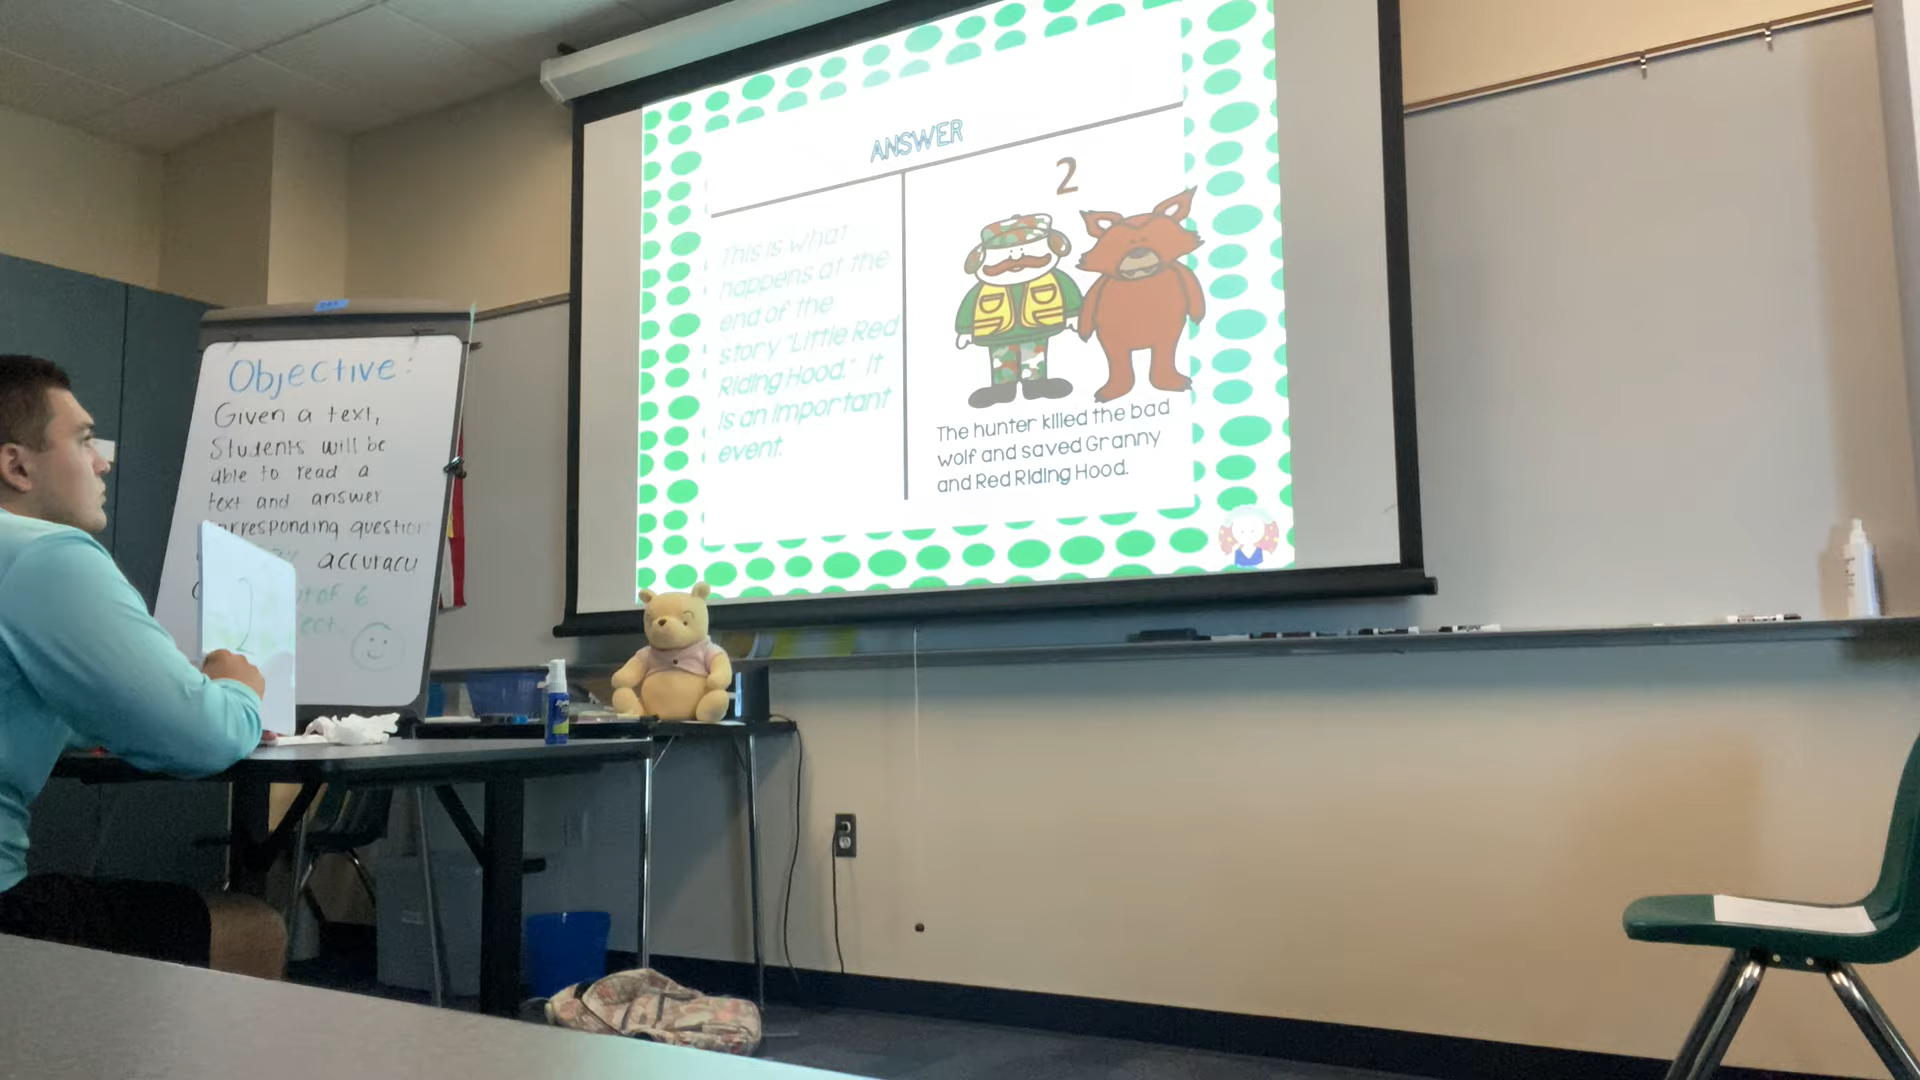 ANSWER
2
This is what
happens at the
end of the
story "Little Red
Riding Hood." It
is an important
event.
The hunter killed the bad
wolf and saved Granny
and Red Riding Hood.
Objective:
Given a text,
Students will be
able to read a
text and answer
corresponding question
accuracy
out of 6
2